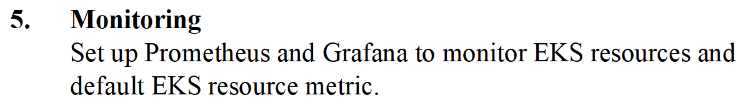 5. Monitoring
Set up Prometheus and Grafana to monitor EKS resources and
default EKS resource metric.